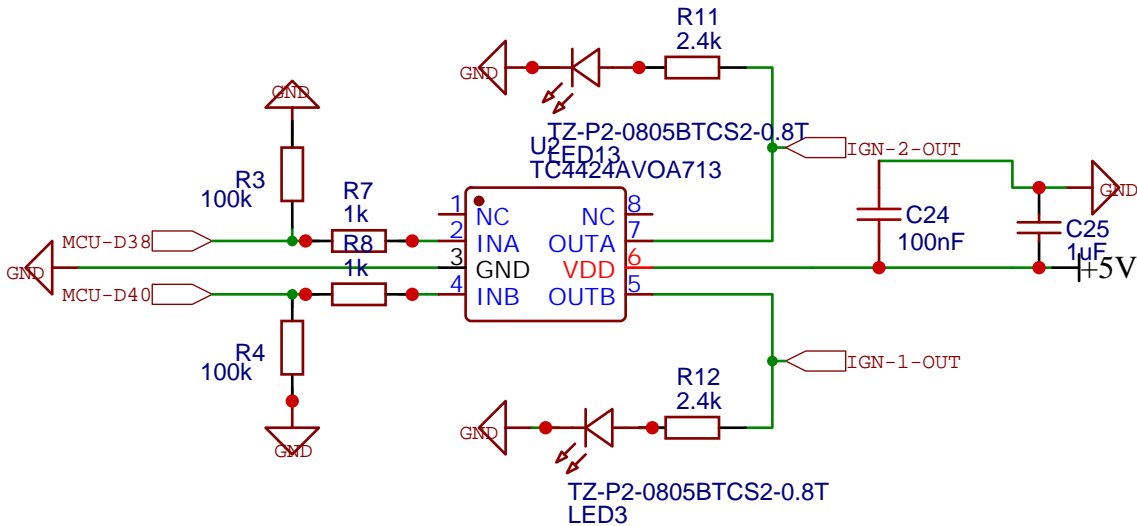 R11
2.4k
GND
TZ-P2-0805BTCS2-0.8T
LED13
U2
TC4424AVOA713
IGN-2-OUT
GND
R3
100k
R7
1k
MCU-D38
R8
1k
GND
MCU-D40
1
NC
2
INA
3
GND
4
INB
8
NC
7
OUTA
6
VDD
5
OUTB
C24
100nF
C25
1uF
GND
+5V
R4
100k
GND
IGN-1-OUT
R12
2.4k
GND
TZ-P2-0805BTCS2-0.8T
LED3